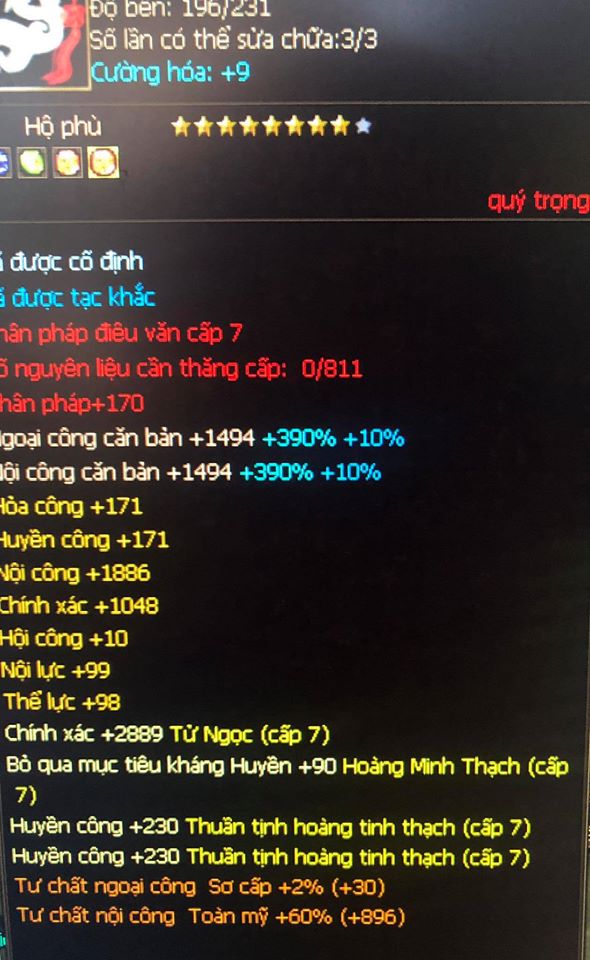 Độ bền: 196/231
Số lần có thể sửa chữa:3/3
Cường hóa: +9
Hộ phù
quý trọng
được cố định
được tạc khắc
pháp điêu văn cấp 7
nguyên liệu cần thăng cấp: 0/811
pháp+170
goại công căn bản +1494 +390% +10%
ội công căn bản +1494 +390% +10%
Hỏa công +171
Huyền công +171
Nội công +1886
Chính xác +1048
Hội công +10
Nội lực +99
Thể lực +98
Chính xác +2889 Tử Ngọc (cấp 7)
Bỏ qua mục tiêu kháng Huyền +90 Hoàng Minh Thạch (cấp
7)
Huyền công +230 Thuần tịnh hoàng tinh thạch (cấp 7)
Huyền công +230 Thuần tịnh hoàng tinh thạch (cấp 7)
Tư chất ngoại công Sơ cấp +2% (+30)
Tư chất nội công Toàn mỹ +60% (+896)